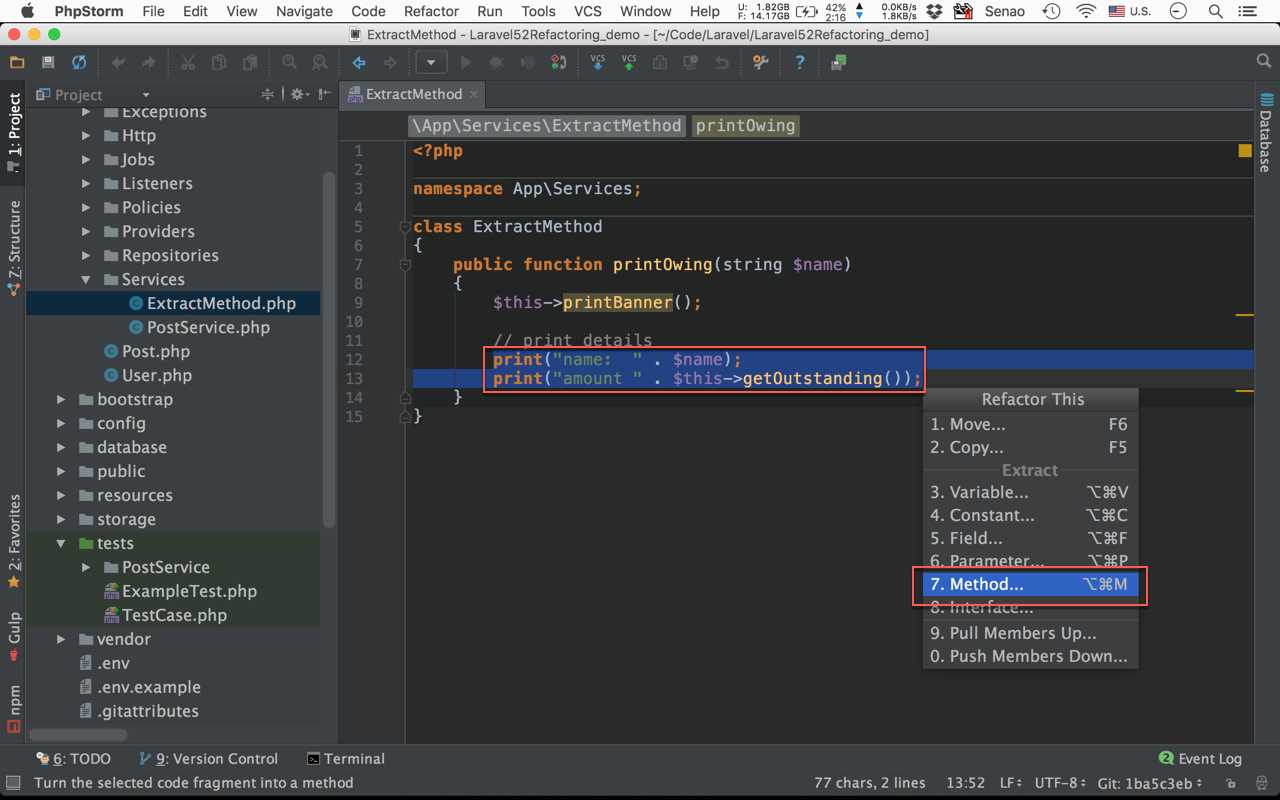 PhpStorm File Edit View Navigate Code Refactor Run Tools VCS Window Help U: 1.82GB F: 14.17GB 42% 2:16 0.0KB/s 1.8KB/s Senao U.S.
ExtractMethod - Laravel52Refactoring_demo - [~/Code/Laravel/Laravel52Refactoring_demo]
VCS VCS ?
Project
ExtractMethod
\App\Services\ExtractMethod printOwing
1: Project
7: Structure
2: Favorites
Gulp
npm
Exceptions
Http
Jobs
Listeners
Policies
Providers
Repositories
Services
ExtractMethod.php
PostService.php
Post.php
User.php
bootstrap
config
database
public
resources
storage
tests
PostService
ExampleTest.php
TestCase.php
vendor
.env
.env.example
.gitattributes
1 <?php
2
3 namespace App\Services;
4
5 class ExtractMethod
6 {
7 public function printOwing(string $name)
8 {
9 $this->printBanner();
10
11 // print details
12 print("name:  " . $name);
13 print("amount " . $this->getOutstanding());
14 }
15 }
Refactor This
1. Move... F6
2. Copy... F5
Extract
3. Variable... ⌥⌘V
4. Constant... ⌥⌘C
5. Field... ⌥⌘F
6. Parameter... ⌥⌘P
7. Method... ⌥⌘M
8. Interface...
9. Pull Members Up...
0. Push Members Down...
Database
6: TODO 9: Version Control Terminal 2 Event Log
Turn the selected code fragment into a method 77 chars, 2 lines 13:52 LF UTF-8 Git: 1ba5c3eb